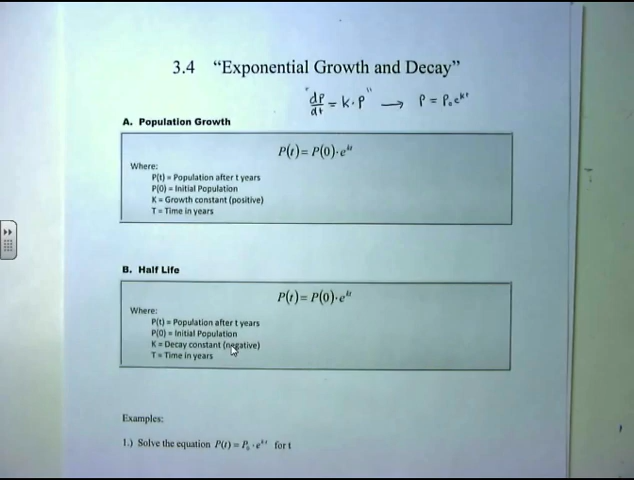 3.4 “Exponential Growth and Decay”
"dP/dt = K·P" → P = P₀e^kt
A. Population Growth
P(t) = P(0)·e^kt
Where:
P(t) = Population after t years
P(0) = Initial Population
K = Growth constant (positive)
T = Time in years
B. Half Life
P(t) = P(0)·e^kt
Where:
P(t) = Population after t years
P(0) = Initial Population
K = Decay constant (negative)
T = Time in years
Examples:
1.) Solve the equation P(t) = P₀·e^kt for t